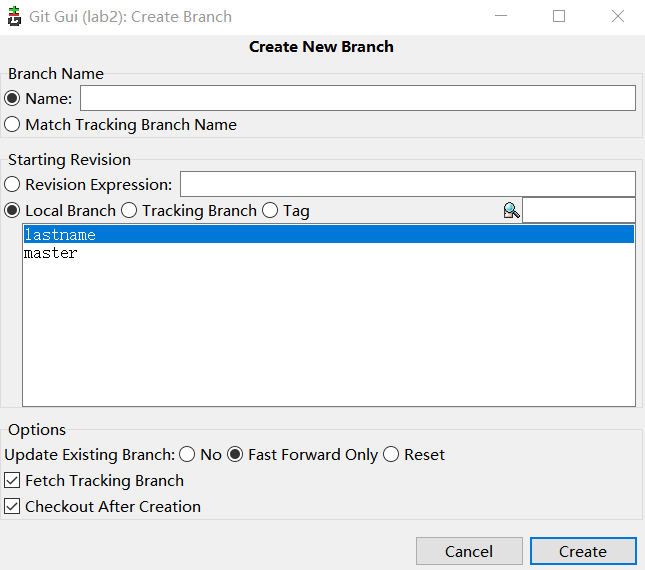 Git Gui (lab2): Create Branch
Create New Branch
Branch Name
Name:
Match Tracking Branch Name
Starting Revision
Revision Expression:
Local Branch Tracking Branch Tag
lastname
master
Options
Update Existing Branch: No Fast Forward Only Reset
Fetch Tracking Branch
Checkout After Creation
Cancel Create